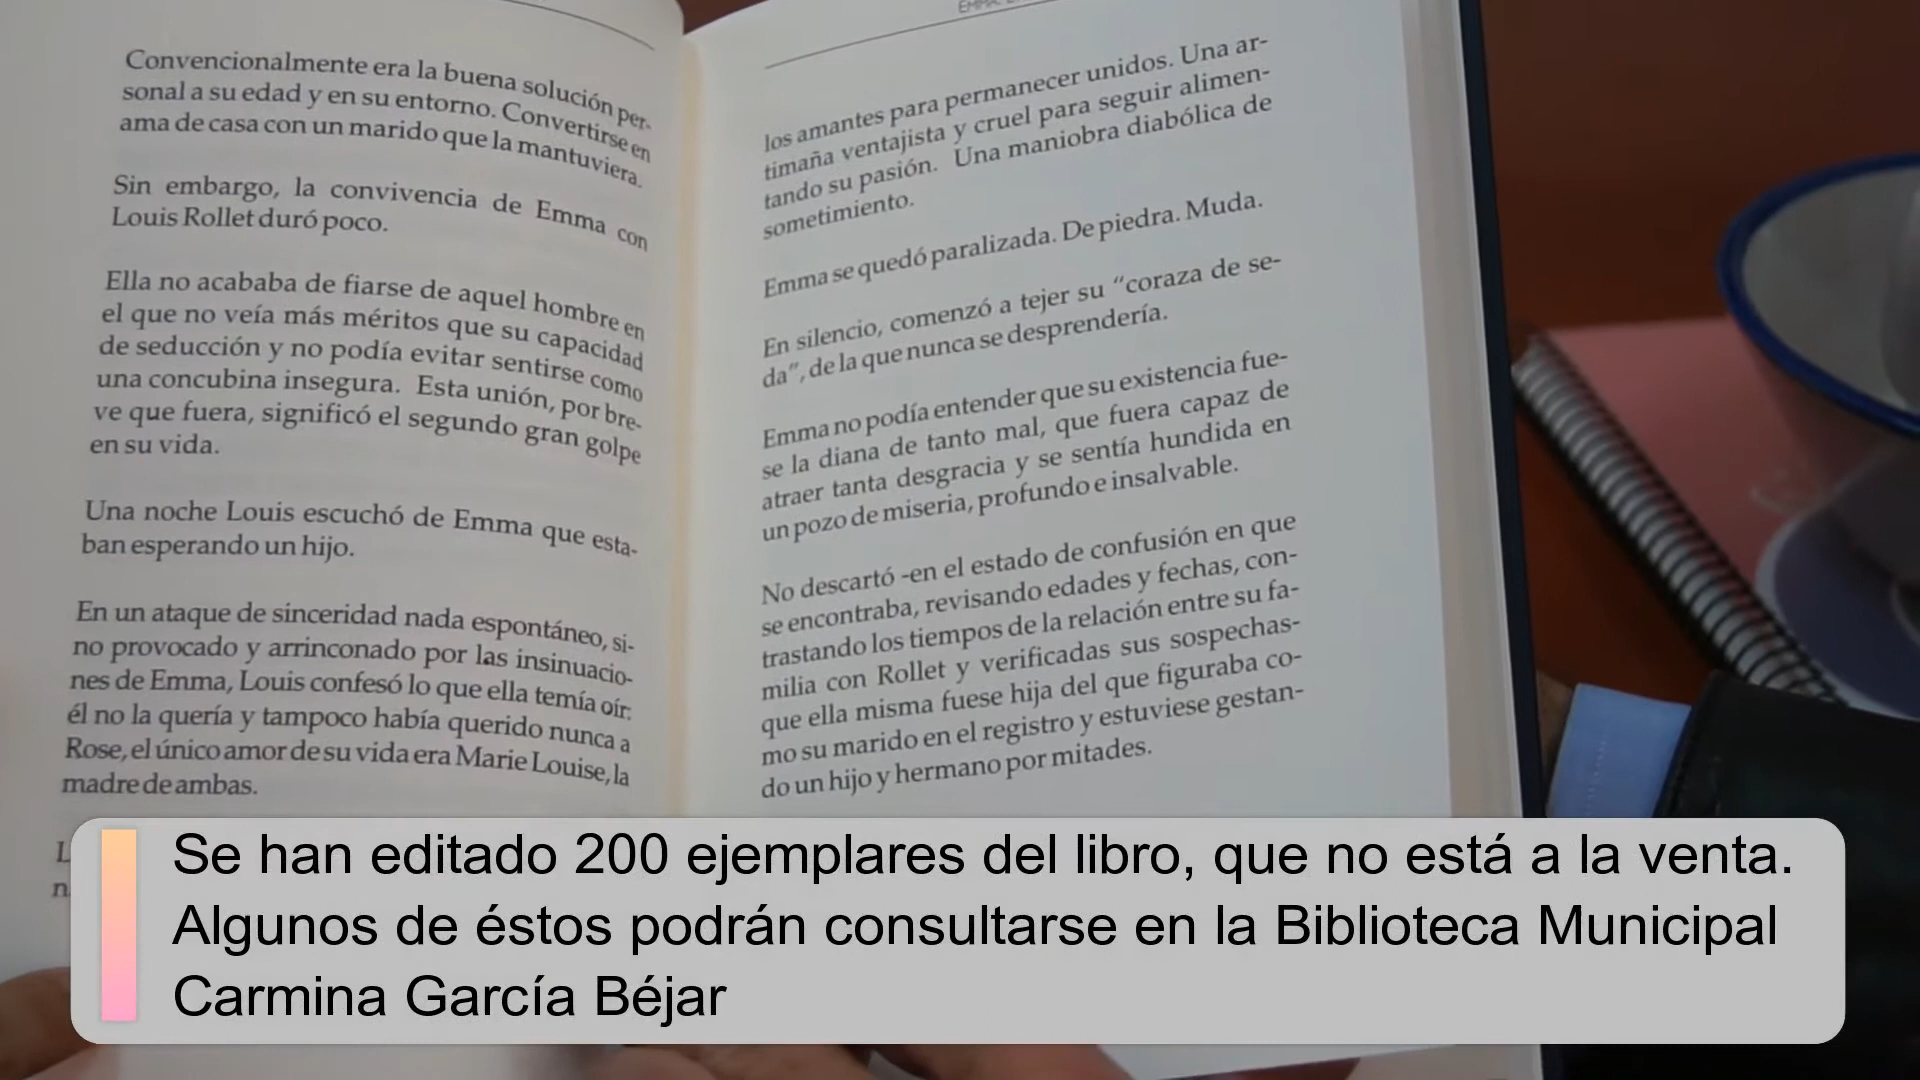 Convencionalmente era la buena solución per-
sonal a su edad y en su entorno. Convertirse en
ama de casa con un marido que la mantuviera.
Sin embargo, la convivencia de Emma con
Louis Rollet duró poco.
Ella no acababa de fiarse de aquel hombre en
el que no veía más méritos que su capacidad
de seducción y no podía evitar sentirse como
una concubina insegura. Esta unión, por bre-
ve que fuera, significó el segundo gran golpe
en su vida.
Una noche Louis escuchó de Emma que esta-
ban esperando un hijo.
En un ataque de sinceridad nada espontáneo, si-
no provocado y arrinconado por las insinuacio-
nes de Emma, Louis confesó lo que ella temía oír:
él no la quería y tampoco había querido nunca a
Rose, el único amor de su vida era Marie Louise, la
madre de ambas.
EMMA
los amantes para permanecer unidos. Una ar-
timaña ventajista y cruel para seguir alimen-
tando su pasión. Una maniobra diabólica de
sometimiento.
Emma se quedó paralizada. De piedra. Muda.
En silencio, comenzó a tejer su "coraza de se-
da", de la que nunca se desprendería.
Emma no podía entender que su existencia fue-
se la diana de tanto mal, que fuera capaz de
atraer tanta desgracia y se sentía hundida en
un pozo de miseria, profundo e insalvable.
No descartó -en el estado de confusión en que
se encontraba, revisando edades y fechas, con-
trastando los tiempos de la relación entre su fa-
milia con Rollet y verificadas sus sospechas-
que ella misma fuese hija del que figuraba co-
mo su marido en el registro y estuviese gestan-
do un hijo y hermano por mitades.
Se han editado 200 ejemplares del libro, que no está a la venta.
Algunos de éstos podrán consultarse en la Biblioteca Municipal
Carmina García Béjar